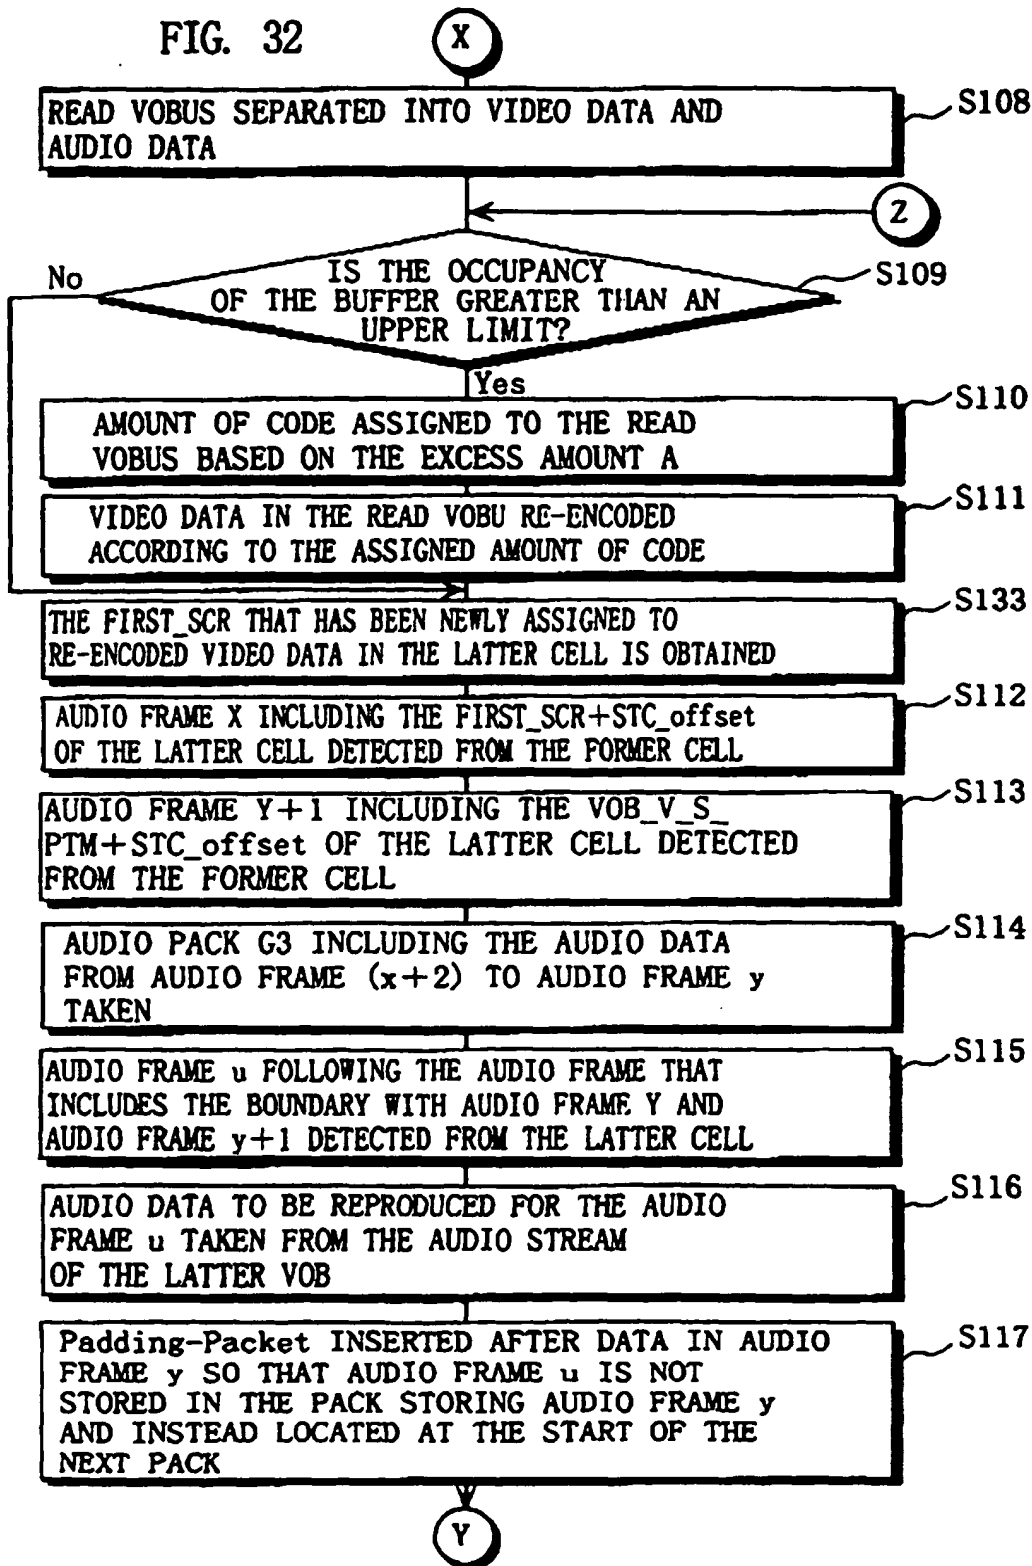 FIG. 32
X
READ VOBUS SEPARATED INTO VIDEO DATA AND
AUDIO DATA
S108
Z
No
IS THE OCCUPANCY
OF THE BUFFER GREATER THAN AN
UPPER LIMIT?
S109
Yes
AMOUNT OF CODE ASSIGNED TO THE READ
VOBUS BASED ON THE EXCESS AMOUNT A
S110
VIDEO DATA IN THE READ VOBU RE-ENCODED
ACCORDING TO THE ASSIGNED AMOUNT OF CODE
S111
THE FIRST_SCR THAT HAS BEEN NEWLY ASSIGNED TO
RE-ENCODED VIDEO DATA IN THE LATTER CELL IS OBTAINED
S133
AUDIO FRAME X INCLUDING THE FIRST_SCR+STC_offset
OF THE LATTER CELL DETECTED FROM THE FORMER CELL
S112
AUDIO FRAME Y+1 INCLUDING THE VOB_V_S_
PTM+STC_offset OF THE LATTER CELL DETECTED
FROM THE FORMER CELL
S113
AUDIO PACK G3 INCLUDING THE AUDIO DATA
FROM AUDIO FRAME (x+2) TO AUDIO FRAME y
TAKEN
S114
AUDIO FRAME u FOLLOWING THE AUDIO FRAME THAT
INCLUDES THE BOUNDARY WITH AUDIO FRAME Y AND
AUDIO FRAME y+1 DETECTED FROM THE LATTER CELL
S115
AUDIO DATA TO BE REPRODUCED FOR THE AUDIO
FRAME u TAKEN FROM THE AUDIO STREAM
OF THE LATTER VOB
S116
Padding-Packet INSERTED AFTER DATA IN AUDIO
FRAME y SO THAT AUDIO FRAME u IS NOT
STORED IN THE PACK STORING AUDIO FRAME y
AND INSTEAD LOCATED AT THE START OF THE
NEXT PACK
S117
Y